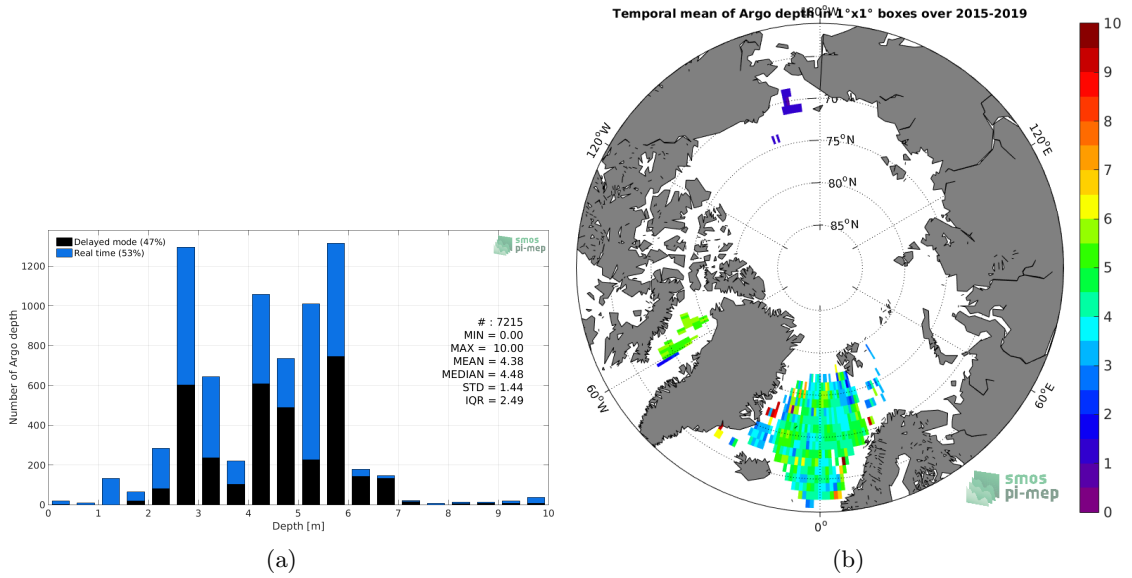 Delayed mode (47%)
Real time (53%)
smos
pi-mep
# : 7215
MIN = 0.00
MAX = 10.00
MEAN = 4.38
MEDIAN = 4.48
STD = 1.44
IQR = 2.49
Number of Argo depth
1200
1000
800
600
400
200
0
0 1 2 3 4 5 6 7 8 9 10
Depth [m]
(a)
Temporal mean of Argo depth in 1°x1° boxes over 2015-2019
180°W
120°W
120°E
60°W
60°E
0°
70
75°N
80°N
85°N
smos
pi-mep
10
9
8
7
6
5
4
3
2
1
0
(b)